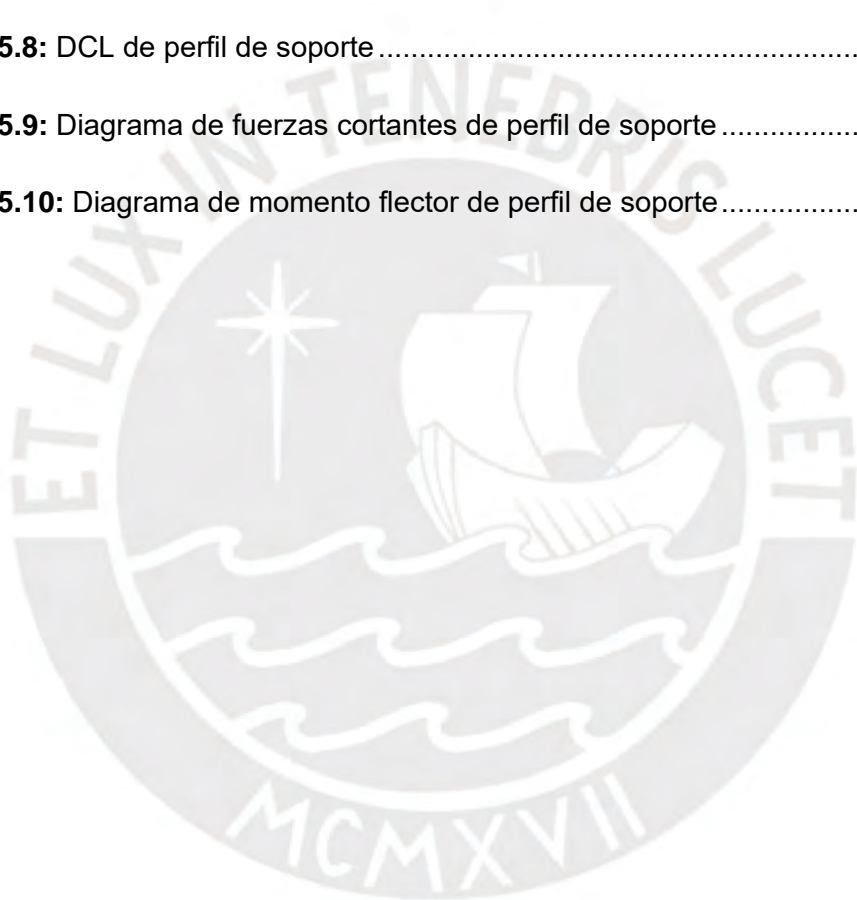 5.8: DCL de perfil de soporte..........................................................
5.9: Diagrama de fuerzas cortantes de perfil de soporte.................
5.10: Diagrama de momento flector de perfil de soporte.................
ET LUX IN TENEBRIS LUCET
MCMXVII